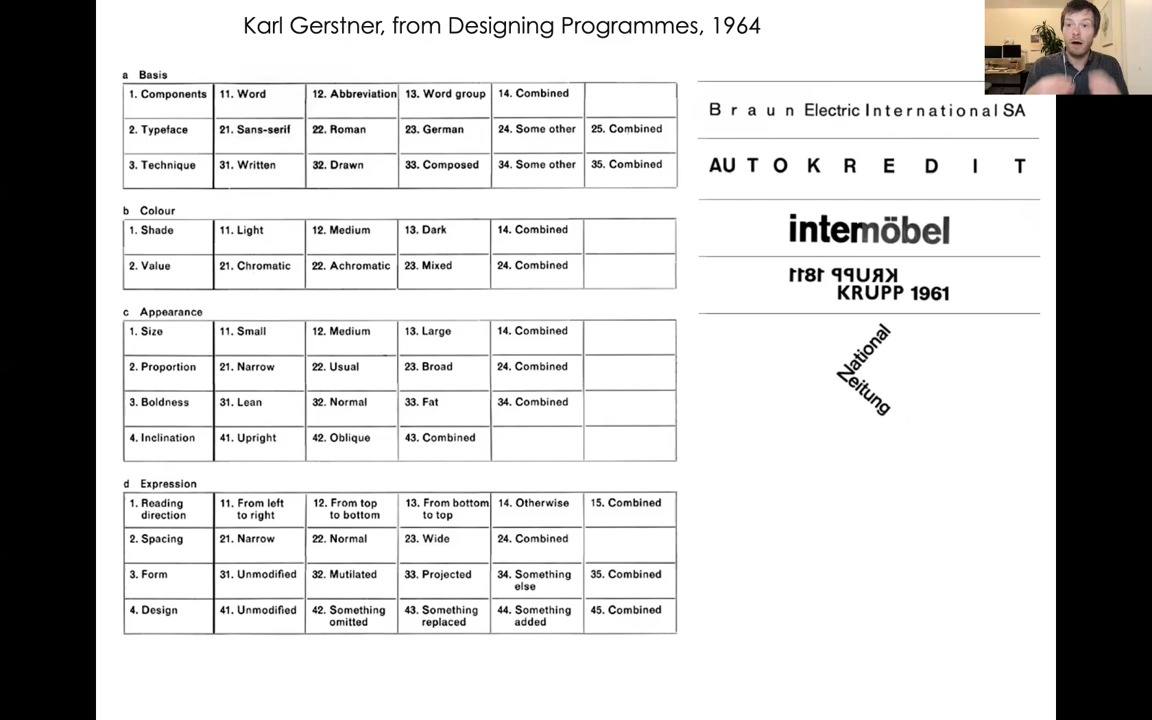 Karl Gerstner, from Designing Programmes, 1964
a Basis
1. Components 11. Word 12. Abbreviation 13. Word group 14. Combined
2. Typeface 21. Sans-serif 22. Roman 23. German 24. Some other 25. Combined
3. Technique 31. Written 32. Drawn 33. Composed 34. Some other 35. Combined
b Colour
1. Shade 11. Light 12. Medium 13. Dark 14. Combined
2. Value 21. Chromatic 22. Achromatic 23. Mixed 24. Combined
c Appearance
1. Size 11. Small 12. Medium 13. Large 14. Combined
2. Proportion 21. Narrow 22. Usual 23. Broad 24. Combined
3. Boldness 31. Lean 32. Normal 33. Fat 34. Combined
4. Inclination 41. Upright 42. Oblique 43. Combined
d Expression
1. Reading direction 11. From left to right 12. From top to bottom 13. From bottom to top 14. Otherwise 15. Combined
2. Spacing 21. Narrow 22. Normal 23. Wide 24. Combined
3. Form 31. Unmodified 32. Mutilated 33. Projected 34. Something else 35. Combined
4. Design 41. Unmodified 42. Something omitted 43. Something replaced 44. Something added 45. Combined
Braun Electric International SA
AUTOKREDIT
intermöbel
KRUPP 1811
KRUPP 1961
National
Zeitung